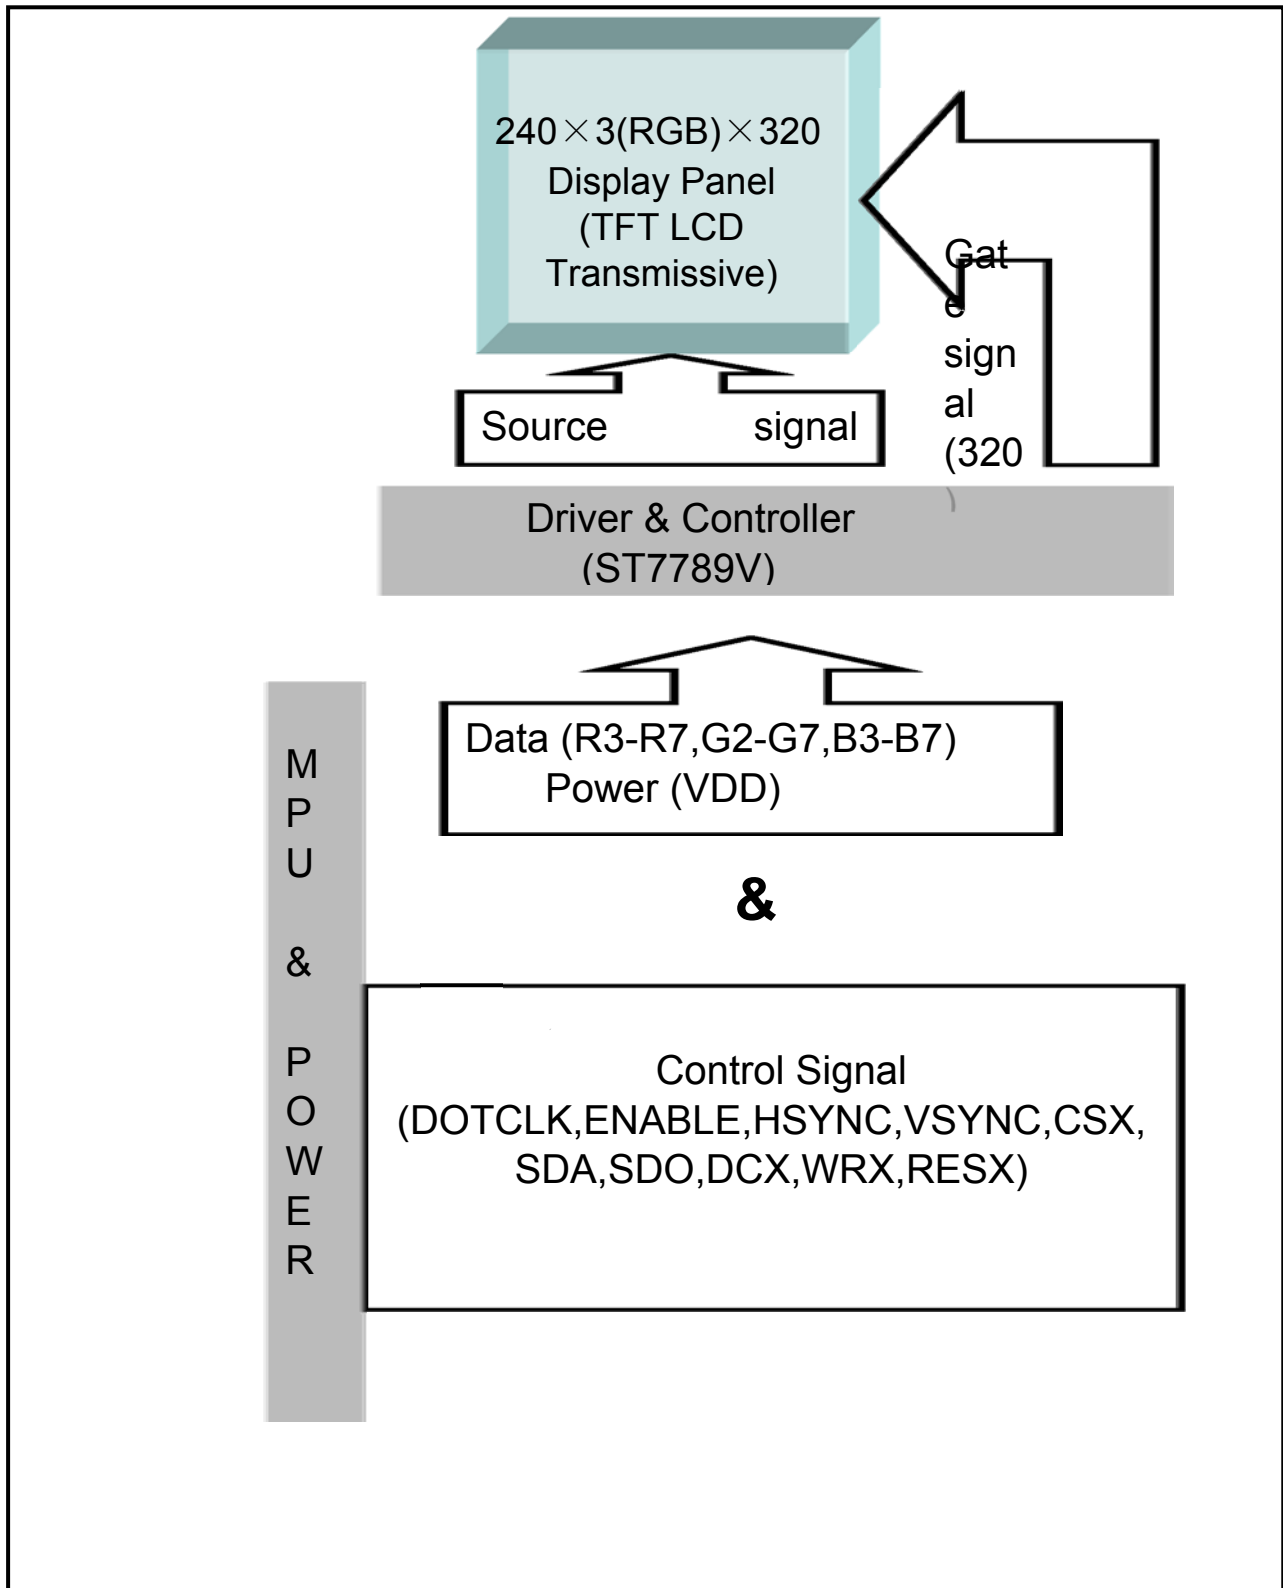 240×3(RGB)×320
Display Panel
(TFT LCD
Transmissive)
Gat
e
sign
al
(320
)
Source signal
Driver & Controller
(ST7789V)
Data (R3-R7,G2-G7,B3-B7)
Power (VDD)
&
M
P
U
&
P
O
W
E
R
Control Signal
(DOTCLK,ENABLE,HSYNC,VSYNC,CSX,
SDA,SDO,DCX,WRX,RESX)